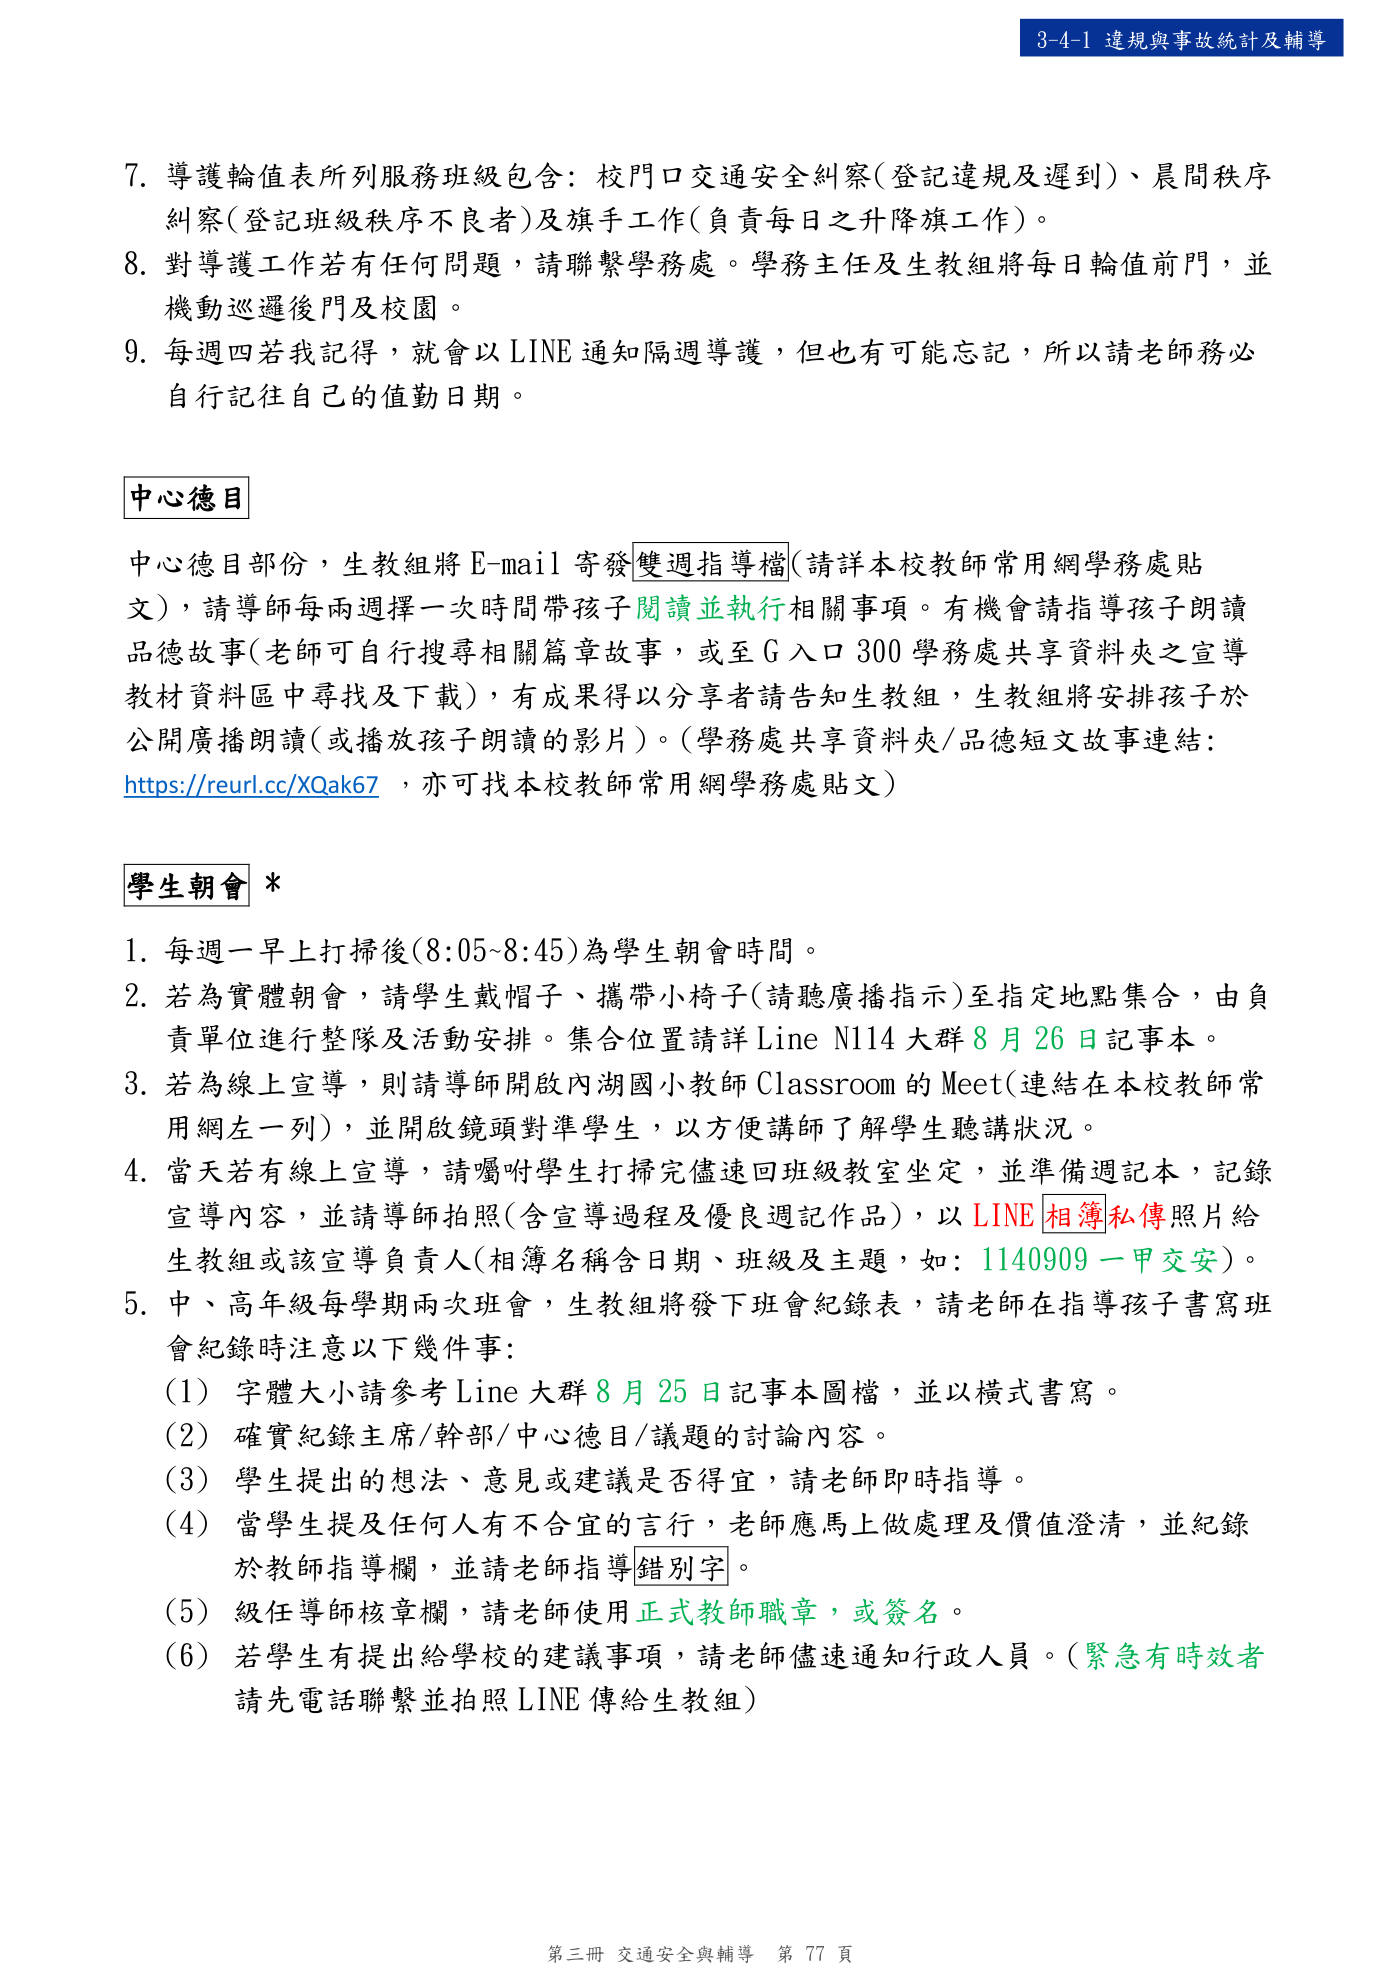 3-4-1 違規與事故統計及輔導
7. 導護輪值表所列服務班級包含: 校門口交通安全糾察(登記違規及遲到)、晨間秩序
糾察(登記班級秩序不良者)及旗手工作(負責每日之升降旗工作)。
8. 對導護工作若有任何問題，請聯繫學務處。學務主任及生教組將每日輪值前門，並
機動巡邏後門及校園。
9. 每週四若我記得，就會以 LINE 通知隔週導護，但也有可能忘記，所以請老師務必
自行記往自己的值勤日期。
中心德目
中心德目部份，生教組將 E-mail 寄發雙週指導檔(請詳本校教師常用網學務處貼
文)，請導師每兩週擇一次時間帶孩子閱讀並執行相關事項。有機會請指導孩子朗讀
品德故事(老師可自行搜尋相關篇章故事，或至 G 入口 300 學務處共享資料夾之宣導
教材資料區中尋找及下載)，有成果得以分享者請告知生教組，生教組將安排孩子於
公開廣播朗讀(或播放孩子朗讀的影片)。(學務處共享資料夾/品德短文故事連結:
https://reurl.cc/XQak67 ，亦可找本校教師常用網學務處貼文)
學生朝會 *
1. 每週一早上打掃後(8:05~8:45)為學生朝會時間。
2. 若為實體朝會，請學生戴帽子、攜帶小椅子(請聽廣播指示)至指定地點集合，由負
責單位進行整隊及活動安排。集合位置請詳 Line N114 大群 8 月 26 日記事本。
3. 若為線上宣導，則請導師開啟內湖國小教師 Classroom 的 Meet(連結在本校教師常
用網左一列)，並開啟鏡頭對準學生，以方便講師了解學生聽講狀況。
4. 當天若有線上宣導，請囑咐學生打掃完儘速回班級教室坐定，並準備週記本，記錄
宣導內容，並請導師拍照(含宣導過程及優良週記作品)，以 LINE 相簿私傳照片給
生教組或該宣導負責人(相簿名稱含日期、班級及主題，如: 1140909 一甲交安)。
5. 中、高年級每學期兩次班會，生教組將發下班會紀錄表，請老師在指導孩子書寫班
會紀錄時注意以下幾件事:
(1) 字體大小請參考 Line 大群 8 月 25 日記事本圖檔，並以橫式書寫。
(2) 確實紀錄主席/幹部/中心德目/議題的討論內容。
(3) 學生提出的想法、意見或建議是否得宜，請老師即時指導。
(4) 當學生提及任何人有不合宜的言行，老師應馬上做處理及價值澄清，並紀錄
於教師指導欄，並請老師指導錯別字。
(5) 級任導師核章欄，請老師使用正式教師職章，或簽名。
(6) 若學生有提出給學校的建議事項，請老師儘速通知行政人員。(緊急有時效者
請先電話聯繫並拍照 LINE 傳給生教組)
第三冊 交通安全與輔導 第 77 頁